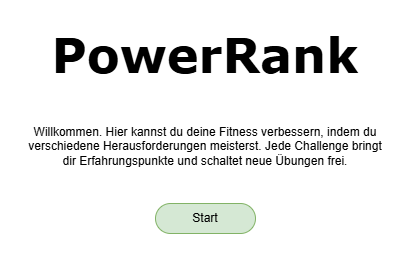 PowerRank
Willkommen. Hier kannst du deine Fitness verbessern, indem du
verschiedene Herausforderungen meisterst. Jede Challenge bringt
dir Erfahrungspunkte und schaltet neue Übungen frei.
Start